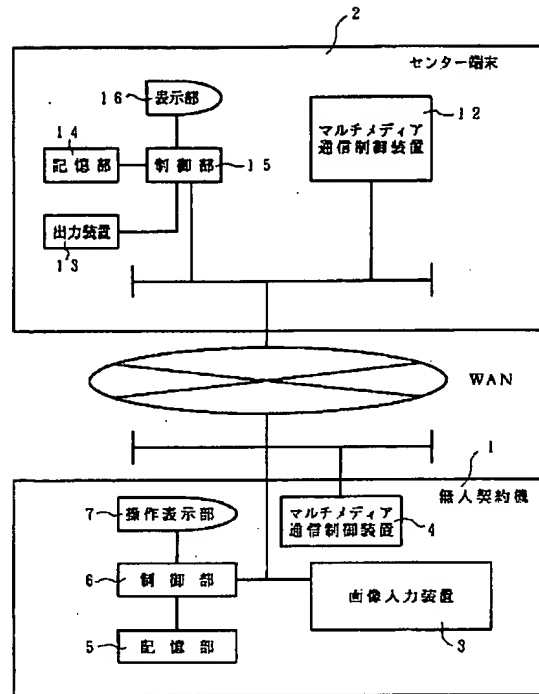 2
センター端末
16
表示部
12
マルチメディア
通信制御装置
14
記憶部
制御部
15
出力装置
13
WAN
1
無人契約機
7
操作表示部
マルチメディア
通信制御装置
4
6
制御部
画像入力装置
3
5
記憶部